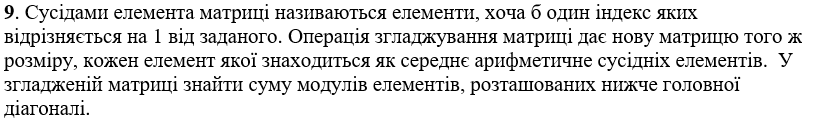 9. Сусідами елемента матриці називаються елементи, хоча б один індекс яких
відрізняється на 1 від заданого. Операція згладжування матриці дає нову матрицю того ж
розміру, кожен елемент якої знаходиться як середнє арифметичне сусідніх елементів. У
згладженій матриці знайти суму модулів елементів, розташованих нижче головної
діагоналі.